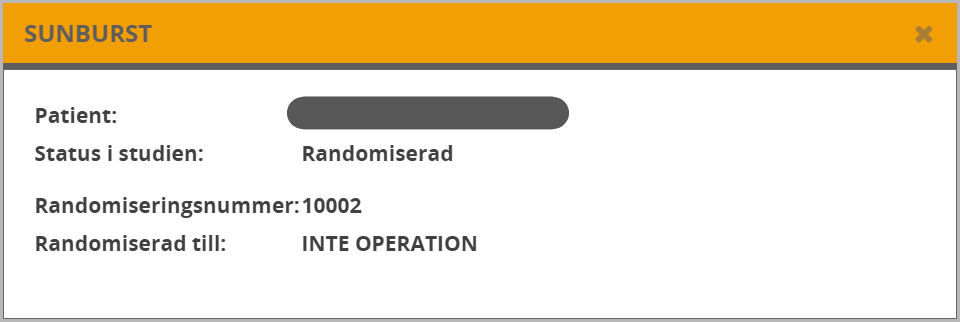 SUNBURST
Patient:
Status i studien: Randomiserad
Randomiseringsnummer: 10002
Randomiserad till: INTE OPERATION